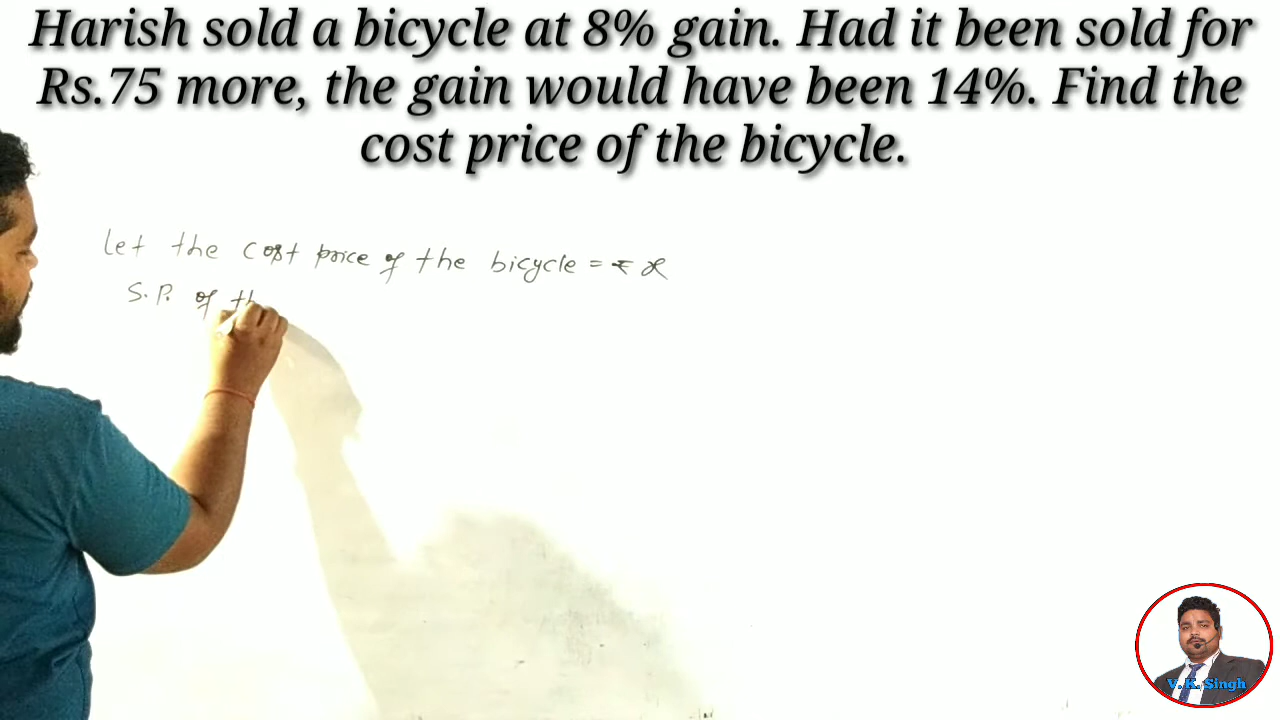 Harish sold a bicycle at 8% gain. Had it been sold for
Rs.75 more, the gain would have been 14%. Find the
cost price of the bicycle.
Let the cost price of the bicycle = ₹ x
S.P. of th
V. K. Singh